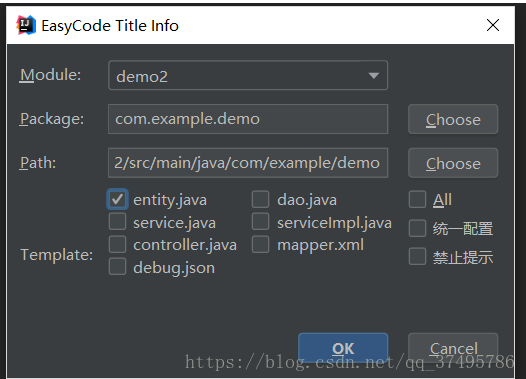 EasyCode Title Info
Module: demo2
Package: com.example.demo Choose
Path: 2/src/main/java/com/example/demo Choose
entity.java dao.java All
service.java serviceImpl.java 统一配置
controller.java mapper.xml 禁止提示
Template:
debug.json
OK Cancel
https://blog.csdn.net/qq_37495786